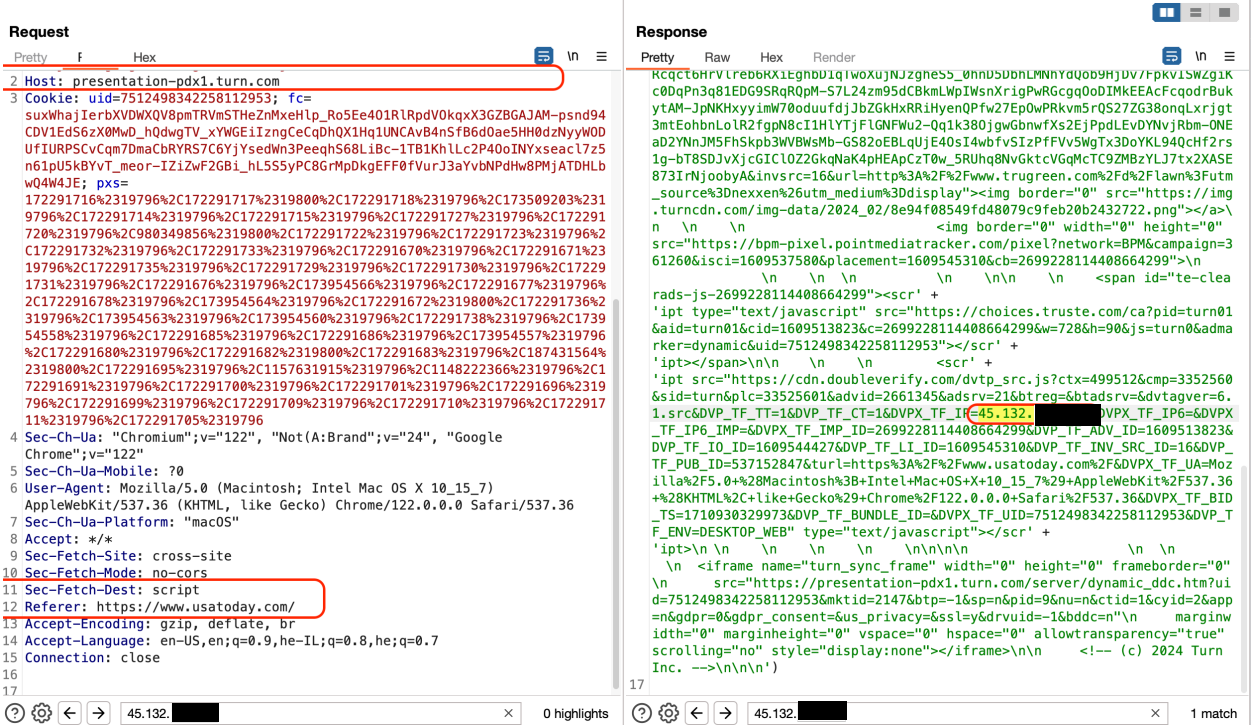 Request
Pretty
Hex
\n
2 Host: presentation-pdx1.turn.com
3 Cookie: uid=7512498342258112953; fc=
suxWhajIerbXVDWXQV8pmTRVmSTHeZnMxeHlp_Ro5Ee4O1RlRpdVOkqxX3GZBGAJAM-psnd94
CDV1EdS6zX0MwD_hQdwgTV_xYWGEiIzngCeCqDhQX1Hq1UNCAvB4nSfB6dOae5HH0dzNyyWOD
UfIURPSCvCqm7DmaCbRYRS7C6YjYsedWn3PeeqhS68LiBc-1TB1KhlLc2P4OoINYxseacl7z5
n61pU5kBYvT_meor-IZiZwF2GBi_hL5S5yPC8GrMpDkgEFF0fVurJ3aYvbNPdHw8PMjATDHLb
wQ4W4JE; pxs=
172291716%2319796%2C172291717%2319800%2C172291718%2319796%2C173509203%231
9796%2C172291714%2319796%2C172291715%2319796%2C172291727%2319796%2C172291
720%2319796%2C980349856%2319800%2C172291722%2319796%2C172291723%2319796%2
C172291732%2319796%2C172291733%2319796%2C172291670%2319796%2C172291671%23
19796%2C172291735%2319796%2C172291729%2319796%2C172291730%2319796%2C17229
1731%2319796%2C172291676%2319796%2C173954566%2319796%2C172291677%2319796%
2C172291678%2319796%2C173954564%2319796%2C172291672%2319800%2C172291736%2
319796%2C173954563%2319796%2C173954560%2319796%2C172291738%2319796%2C1739
54558%2319796%2C172291685%2319796%2C172291686%2319796%2C173954557%2319796
%2C172291680%2319796%2C172291682%2319800%2C172291683%2319796%2C187431564%
2319800%2C172291695%2319796%2C1157631915%2319796%2C1148222366%2319796%2C1
72291691%2319796%2C172291700%2319796%2C172291701%2319796%2C172291696%2319
796%2C172291699%2319796%2C172291709%2319796%2C172291710%2319796%2C1722917
11%2319796%2C172291705%2319796
4 Sec-Ch-Ua: "Chromium";v="122", "Not(A:Brand";v="24", "Google
Chrome";v="122"
5 Sec-Ch-Ua-Mobile: ?0
6 User-Agent: Mozilla/5.0 (Macintosh; Intel Mac OS X 10_15_7)
AppleWebKit/537.36 (KHTML, like Gecko) Chrome/122.0.0.0 Safari/537.36
7 Sec-Ch-Ua-Platform: "macOS"
8 Accept: */*
9 Sec-Fetch-Site: cross-site
10 Sec-Fetch-Mode: no-cors
11 Sec-Fetch-Dest: script
12 Referer: https://www.usatoday.com/
13 Accept-Encoding: gzip, deflate, br
14 Accept-Language: en-US,en;q=0.9,he-IL;q=0.8,he;q=0.7
15 Connection: close
16
17
45.132.
0 highlights
Response
Pretty
Raw
Hex
Render
\n
c0DqPn3q81EDG9SRqRQpM-S7L24zm95dCBkmLWpIWsnXrigPwRGcgqOoDIMkEEAcFcqodrBuk
ytAM-JpNKHxyyimW70oduufdjJbZGkHxRRiHyenQPfw27EpOwPRkvm5rQS27ZG38onqLxrjgt
3mtEohbnLolR2fgpN8cI1HlYTjFlGNFWu2-Qq1k38OjgwGbnwfXs2EjPpdLEvDYNvjRbm-ONE
aD2YNnJM5FhSkpb3WVBWsMb-GS82oEBLqUjE4OsI4wbfvSIzPfFVv5WgTx3DoYKL94QcHf2rs
1g-bT8SDJvXjcGIClOZ2GkqNaK4pHEApCzT0w_5RUhq8NvGktcVGqMcTC9ZMBzYLJ7tx2XASE
873IrNjoobyA&invsrc=16&url=http%3A%2F%2Fwww.trugreen.com%2Fd%2Flawn%3Futm
_source%3Dnexxen%26utm_medium%3Ddisplay"><img border="0" src="https://img
.turncdn.com/img-data/2024_02/8e94f08549fd48079c9feb20b2432722.png"></a>\
n \n \n <img border="0" width="0" height="0"
src="https://bpm-pixel.pointmediatracker.com/pixel?network=BPM&campaign=3
361260&isci=1609537580&placement=1609545310&cb=2699228114408664299">\n
\n \n \n \n \n\n \n <span id="te-clea
rads-js-2699228114408664299"><scr' +
'ipt type="text/javascript" src="https://choices.truste.com/ca?pid=turn01
&aid=turn01&cid=1609513823&c=2699228114408664299&w=728&h=90&js=turn0&adma
rker=dynamic&uid=7512498342258112953"></scr' +
'ipt></span>\n\n \n \n <scr' +
'ipt src="https://cdn.doubleverify.com/dvtp_src.js?ctx=499512&cmp=3352560
&sid=turn&plc=33525601&advid=2661345&adsrv=21&btreg=&btadsrv=&dvtagver=6.
1.src&DVP_TF_TT=1&DVP_TF_CT=1&DVPX_TF_IP=45.132. DVPX_TF_IP6=&DVPX
_TF_IP6_IMP=&DVPX_TF_IMP_ID=2699228114408664299&DVP_TF_ADV_ID=1609513823&
DVP_TF_IO_ID=1609544427&DVP_TF_LI_ID=1609545310&DVP_TF_INV_SRC_ID=16&DVP_
TF_PUB_ID=537152847&turl=https%3A%2F%2Fwww.usatoday.com%2F&DVPX_TF_UA=Moz
illa%2F5.0+%28Macintosh%3B+Intel+Mac+OS+X+10_15_7%29+AppleWebKit%2F537.36
+%28KHTML%2C+like+Gecko%29+Chrome%2F122.0.0.0+Safari%2F537.36&DVPX_TF_BID
_TS=1710930329973&DVP_TF_BUNDLE_ID=&DVPX_TF_UID=7512498342258112953&DVP_T
F_ENV=DESKTOP_WEB" type="text/javascript"></scr' +
'ipt>\n \n \n \n \n \n\n\n\n \n \n
\n <iframe name="turn_sync_frame" width="0" height="0" frameborder="0"
\n src="https://presentation-pdx1.turn.com/server/dynamic_ddc.htm?ui
d=7512498342258112953&mktid=2147&btp=-1&sp=n&pid=9&nu=n&ctid=1&cyid=2&app
=n&gdpr=0&gdpr_consent=&us_privacy=&ssl=y&drvuid=-1&bddc=n"\n marginw
idth="0" marginheight="0" vspace="0" hspace="0" allowtransparency="true"
scrolling="no" style="display:none"></iframe>\n\n <!-- (c) 2024 Turn
Inc. -->\n\n\n')
17
45.132.
1 match